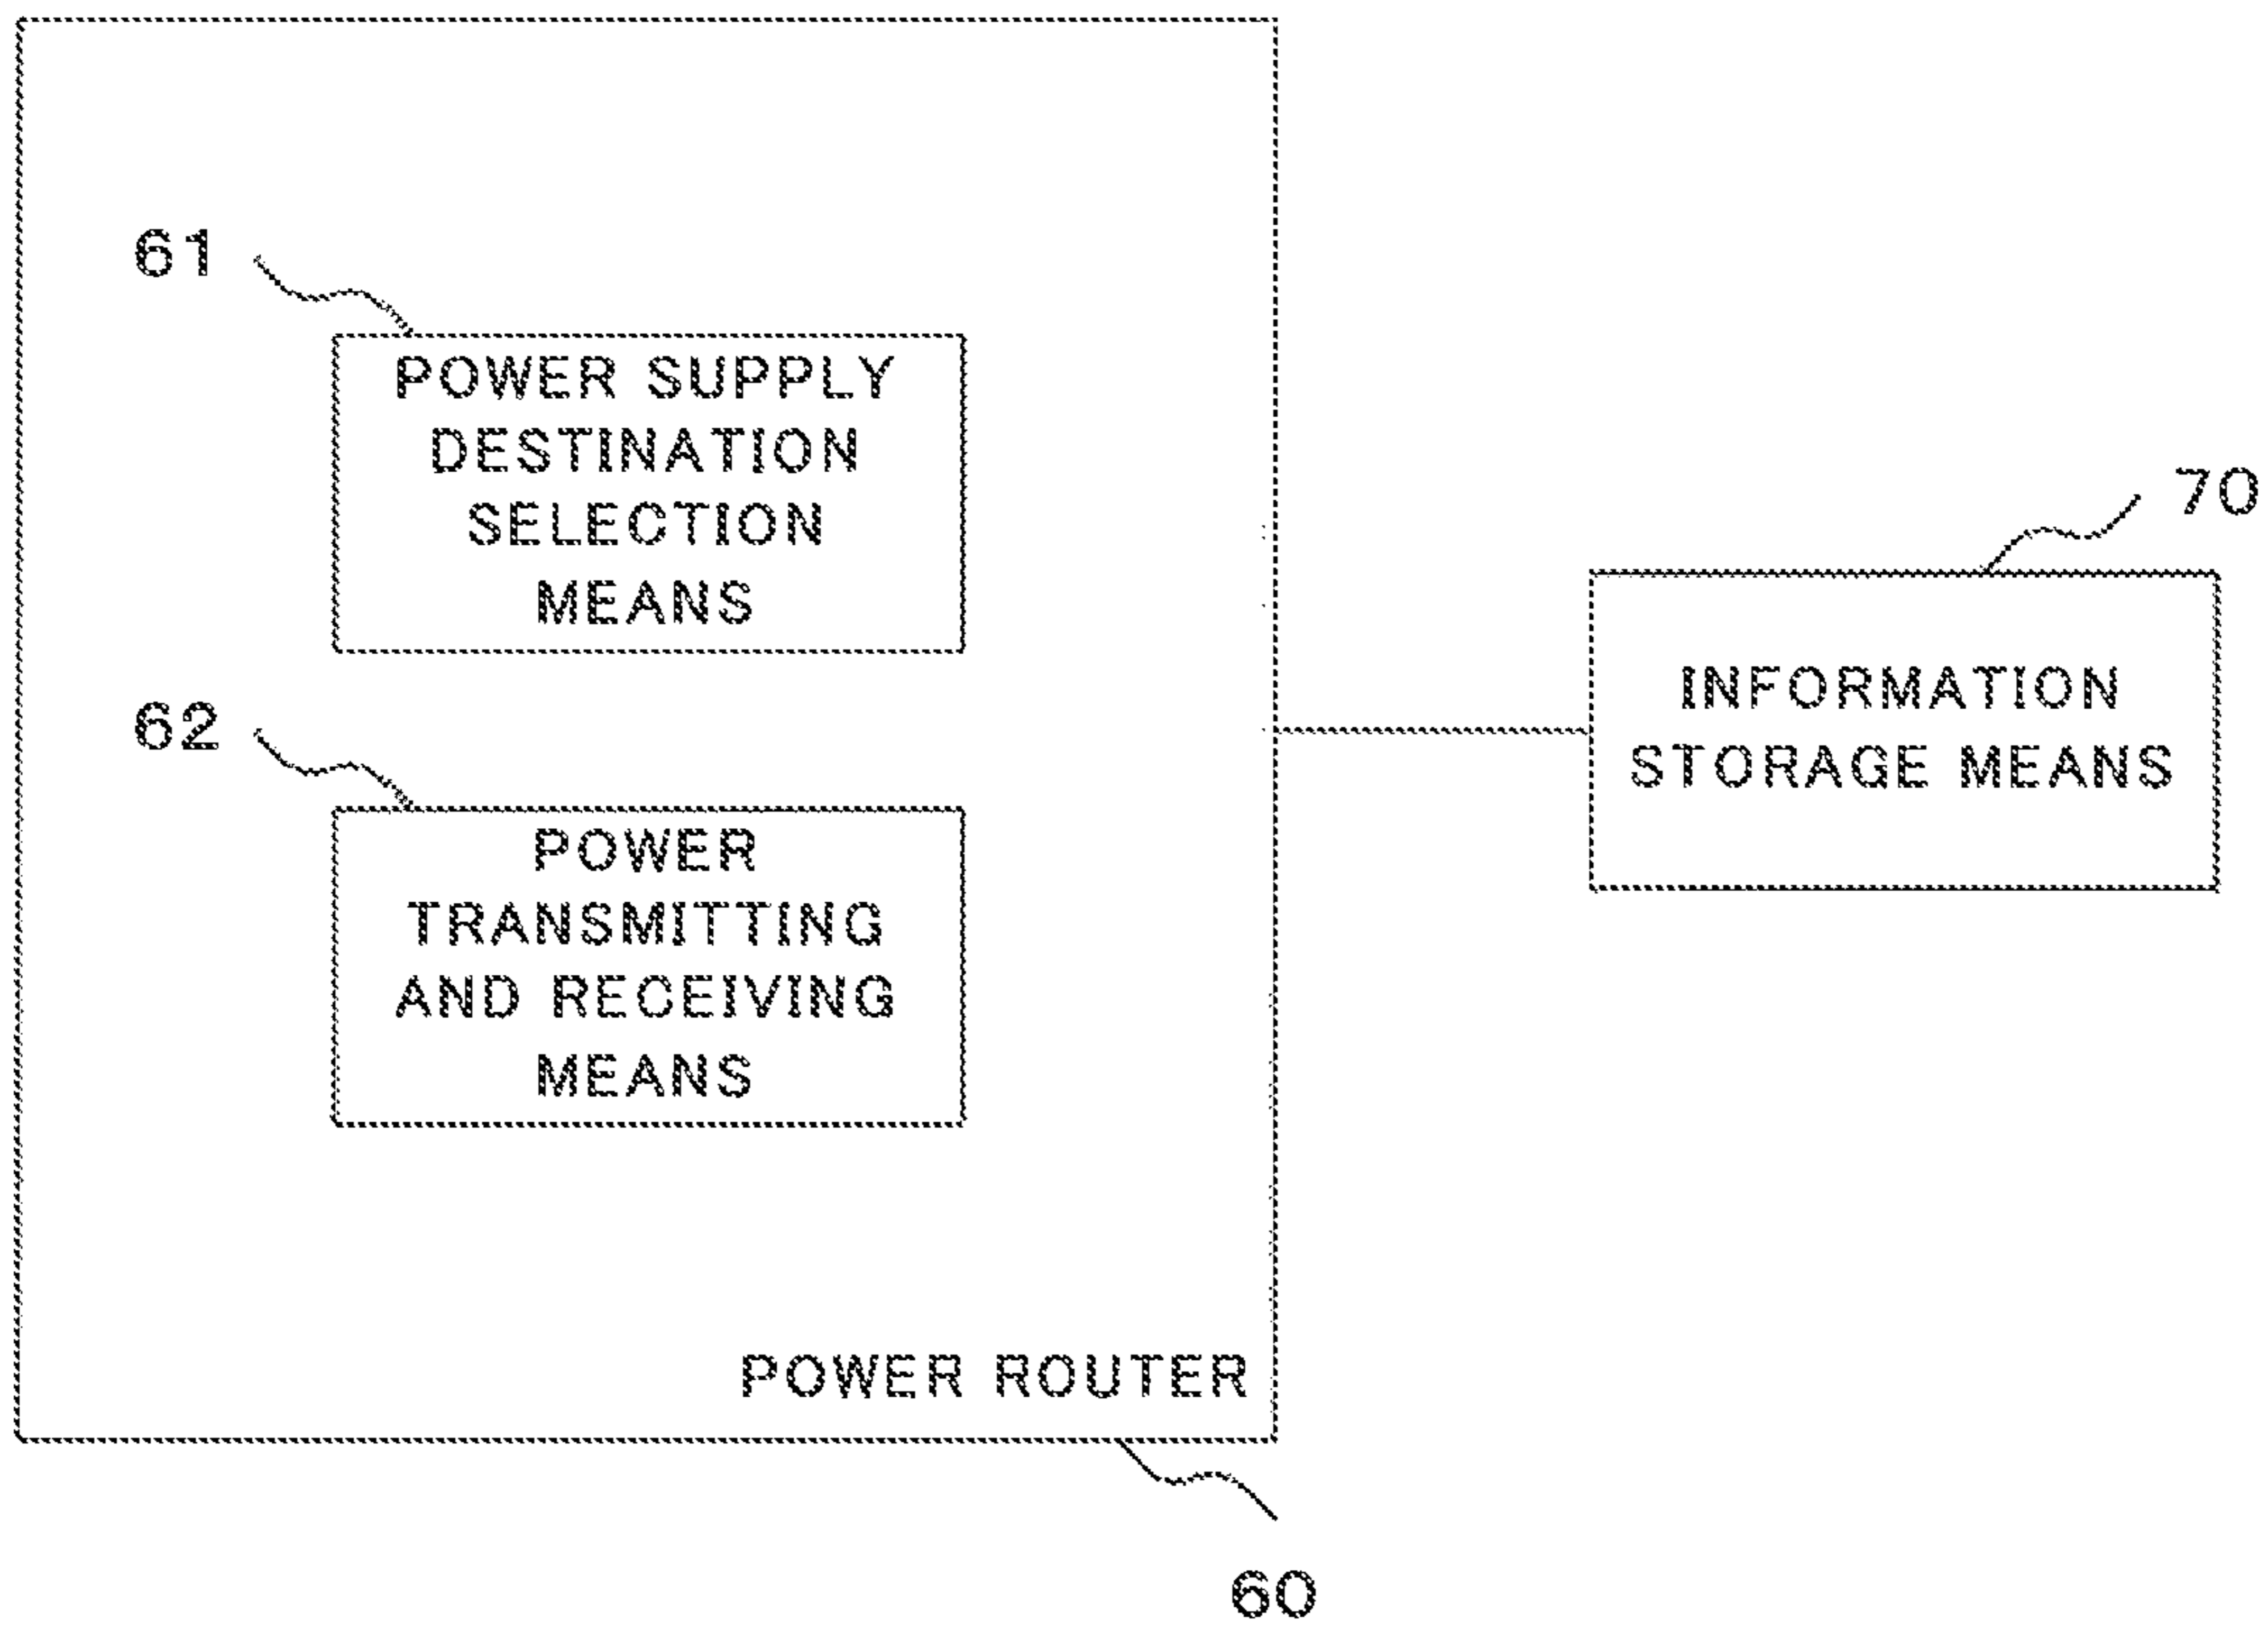 61
POWER SUPPLY
DESTINATION
SELECTION
MEANS
62
POWER
TRANSMITTING
AND RECEIVING
MEANS
POWER ROUTER
60
70
INFORMATION
STORAGE MEANS